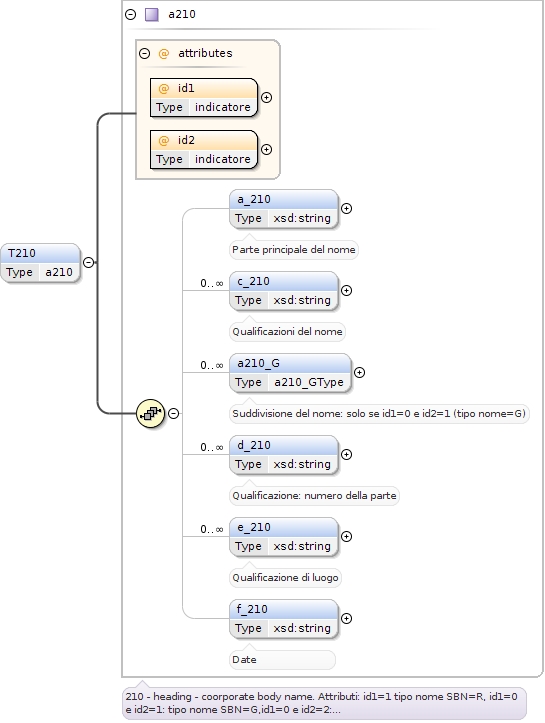 a210
@ attributes
@ id1
Type indicatore
@ id2
Type indicatore
T210
Type a210
a_210
Type xsd:string
Parte principale del nome
0..∞
c_210
Type xsd:string
Qualificazioni del nome
0..∞
a210_G
Type a210_GType
Suddivisione del nome: solo se id1=0 e id2=1 (tipo nome=G)
0..∞
d_210
Type xsd:string
Qualificazione: numero della parte
0..∞
e_210
Type xsd:string
Qualificazione di luogo
f_210
Type xsd:string
Date
210 - heading - coorporate body name. Attributi: id1=1 tipo nome SBN=R, id1=0
e id2=1: tipo nome SBN=G,id1=0 e id2=2:...